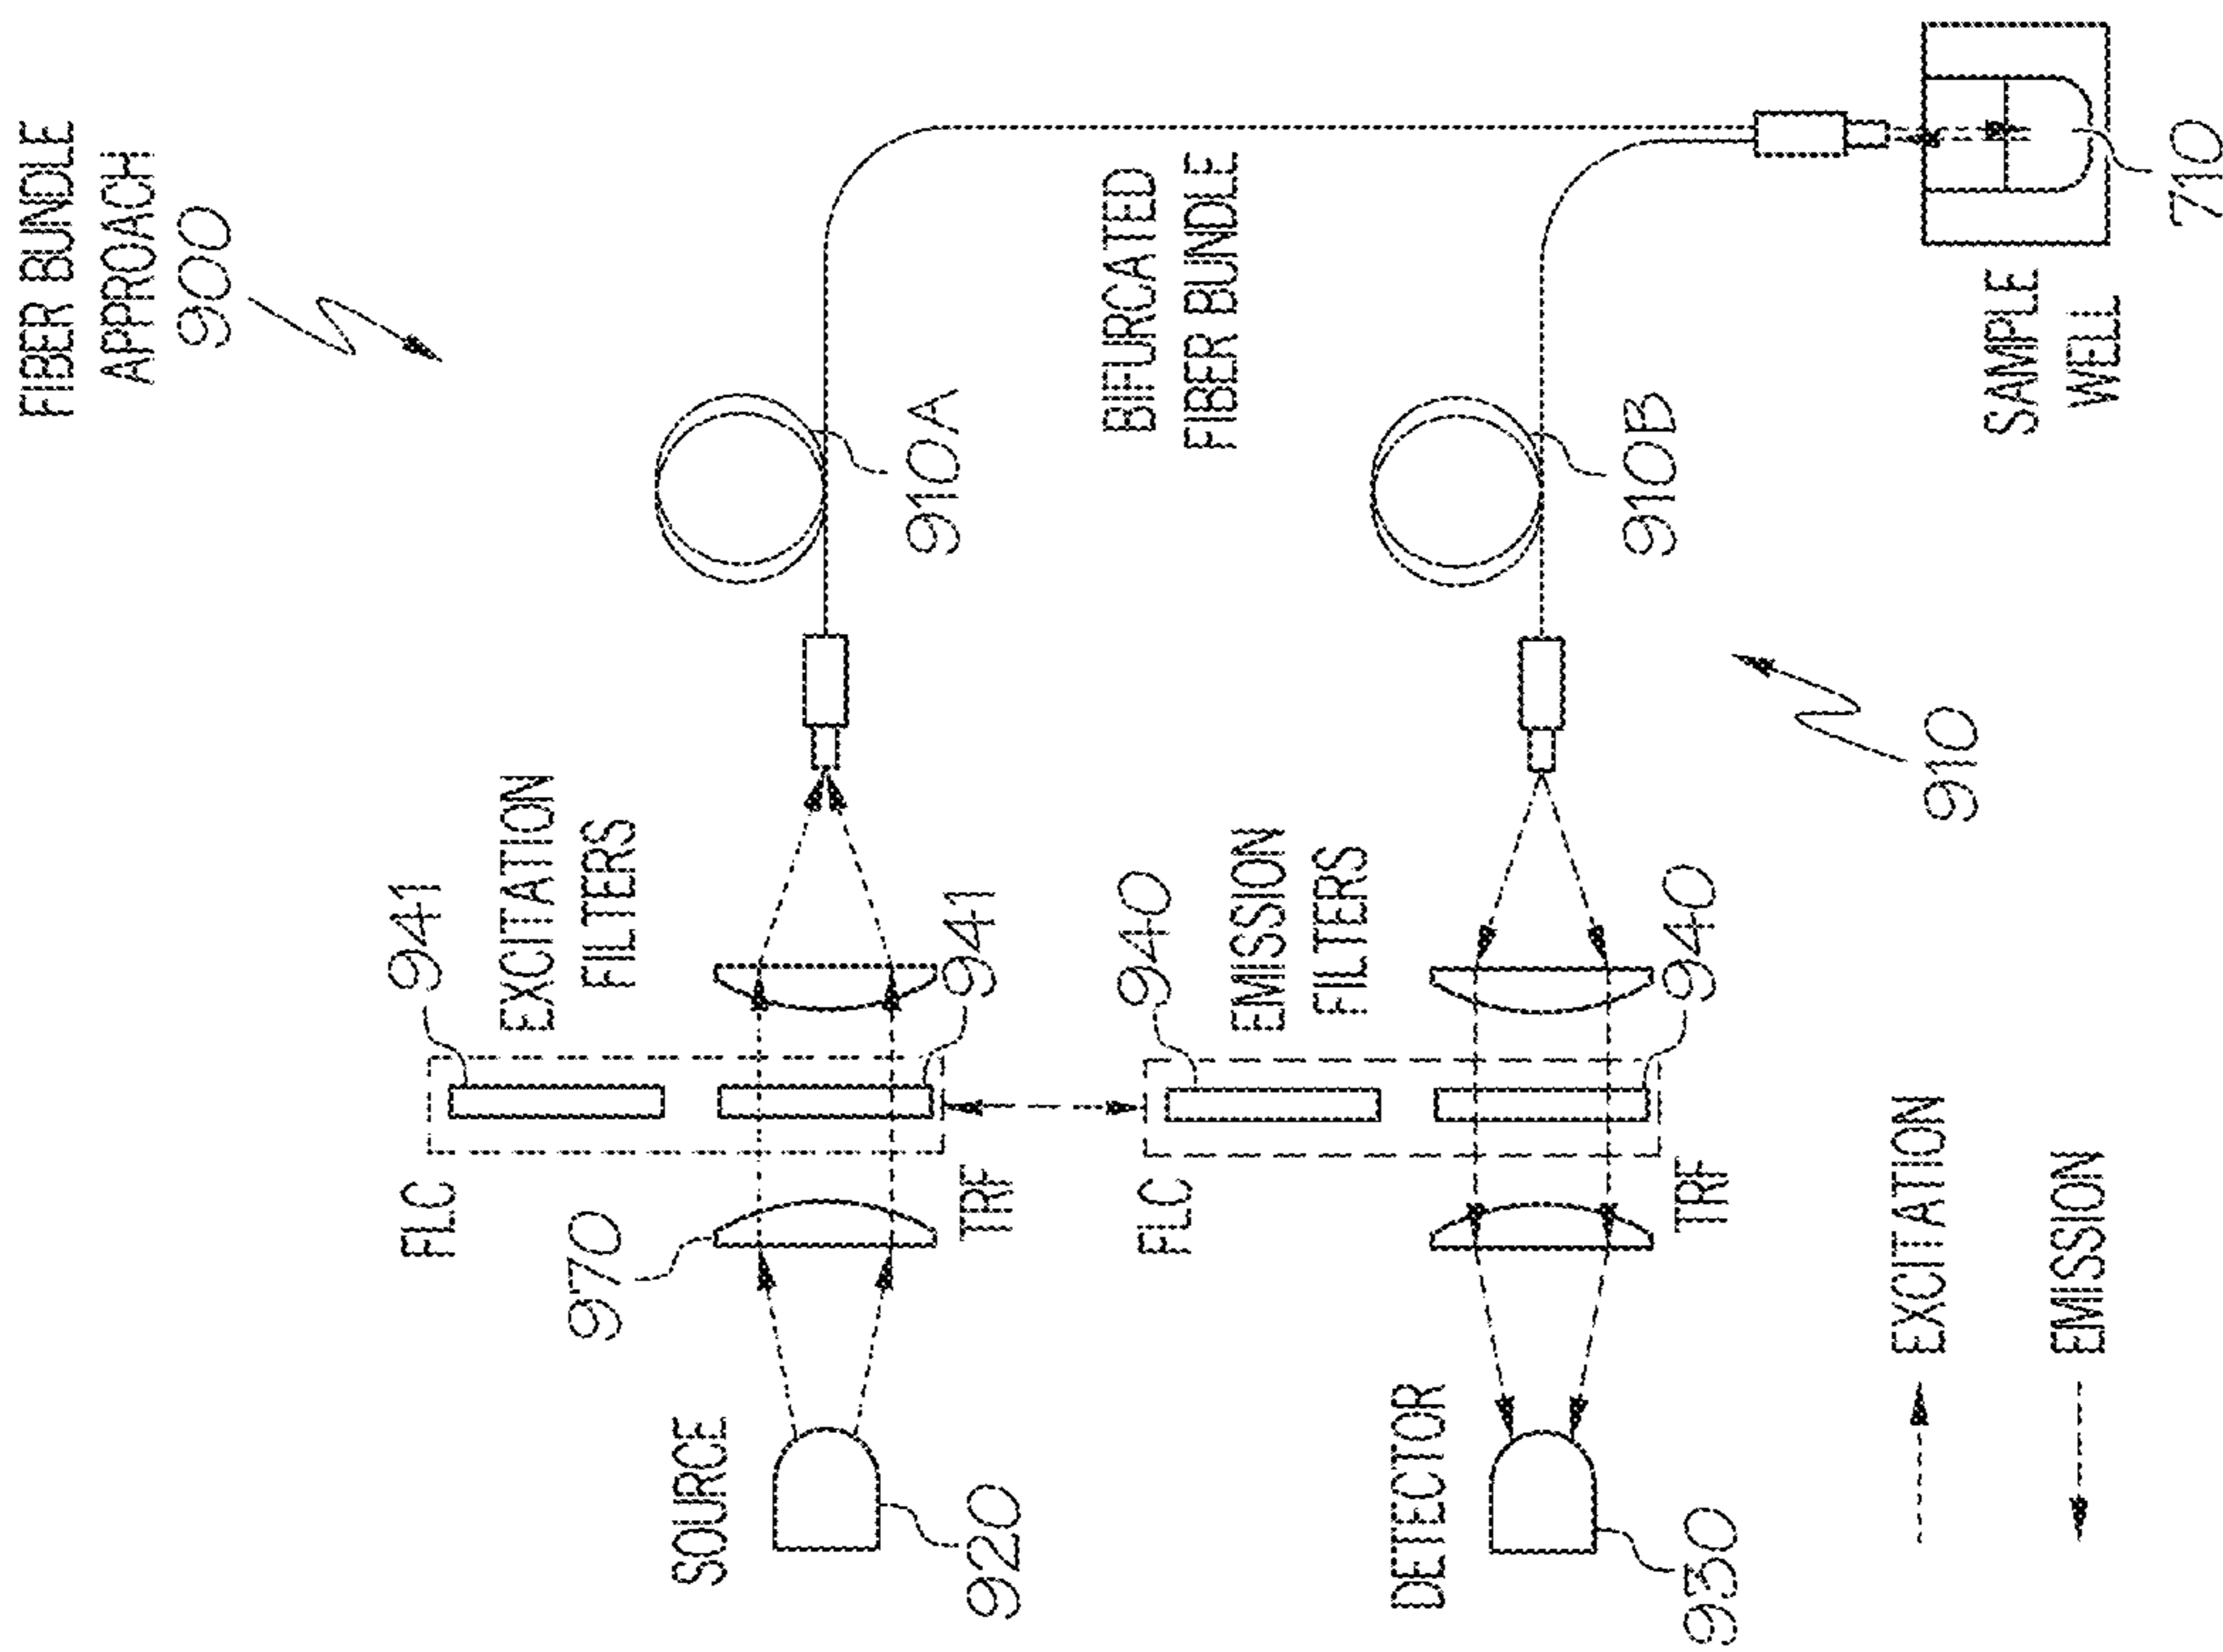 FIBER BUNDLE
APPROACH
900
910A
BIFURCATED
FIBER BUNDLE
941
EXCITATION
FILTERS
941
FLC
970
TRF
SOURCE
920
910B
940
EMISSION
FILTERS
940
FLC
TRF
DETECTOR
930
910
SAMPLE
WELL
710
EXCITATION
EMISSION